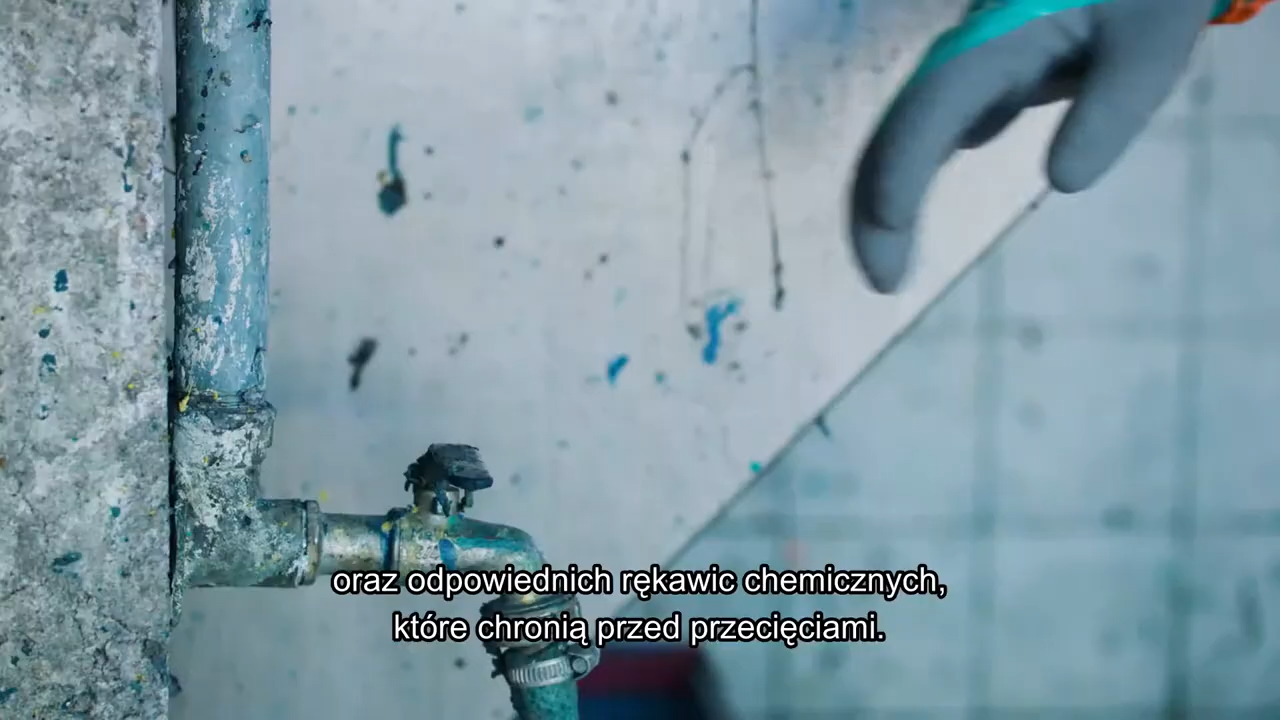 oraz odpowiednich rękawic chemicznych,
które chronią przed przecięciami.